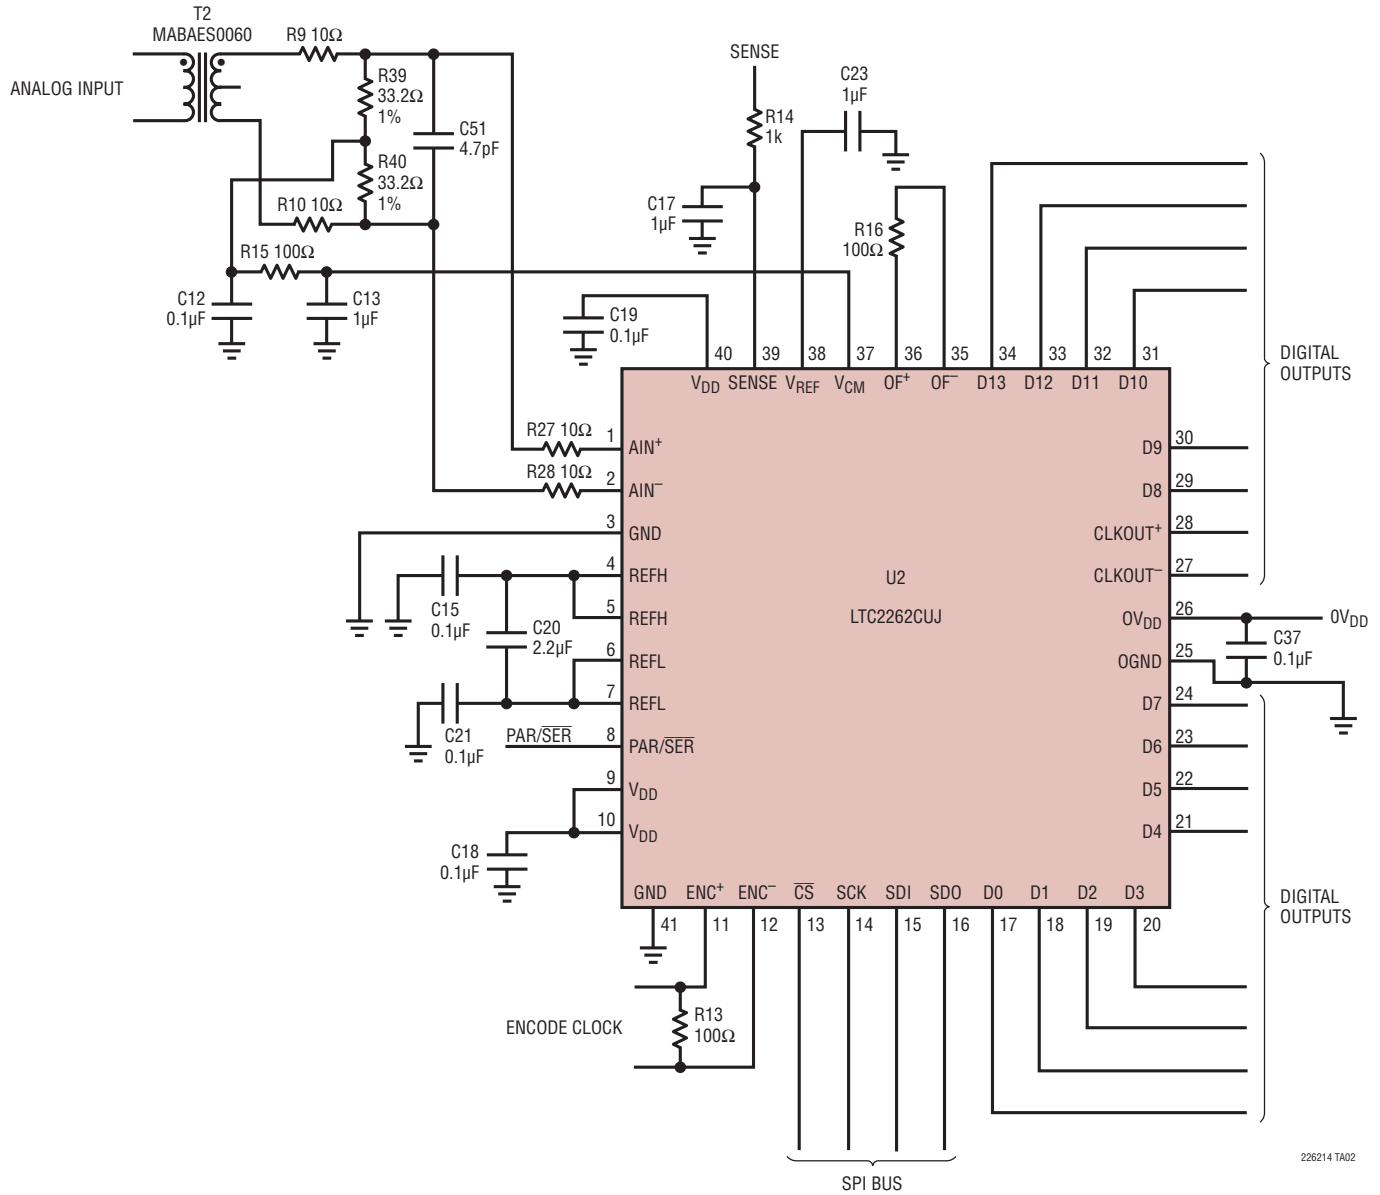 T2
MABAES0060
ANALOG INPUT
R9 10Ω
R39
33.2Ω
1%
C51
4.7pF
R40
33.2Ω
1%
R10 10Ω
R15 100Ω
C12
0.1µF
C13
1µF
SENSE
R14
1k
C23
1µF
C17
1µF
R16
100Ω
C19
0.1µF
40
39
38
37
36
35
34
33
32
31
VDD
SENSE
VREF
VCM
OF+
OF–
D13
D12
D11
D10
DIGITAL
OUTPUTS
R27 10Ω
1
AIN+
R28 10Ω
2
AIN–
3
GND
4
REFH
C15
0.1µF
5
REFH
C20
2.2µF
6
REFL
7
REFL
C21
0.1µF
PAR/SER
8
PAR/SER
9
VDD
10
VDD
C18
0.1µF
U2
LTC2262CUJ
D9
30
D8
29
CLKOUT+
28
CLKOUT–
27
OVDD
26
0VDD
OGND
25
C37
0.1µF
D7
24
D6
23
D5
22
D4
21
DIGITAL
OUTPUTS
GND
ENC+
ENC–
CS
SCK
SDI
SDO
D0
D1
D2
D3
41
11
12
13
14
15
16
17
18
19
20
ENCODE CLOCK
R13
100Ω
SPI BUS
226214 TA02